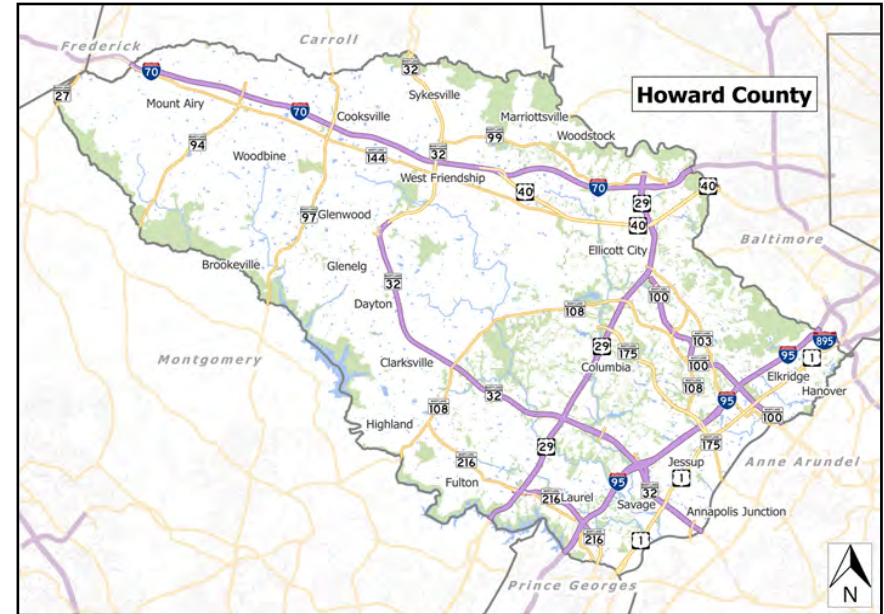 Carroll
Frederick
70
32
27
Sykesville
Howard County
Mount Airy
70
Cooksville
Marriottsville
99
Woodstock
94
144
32
Woodbine
West Friendship
40
70
40
29
97
Glenwood
40
Baltimore
Ellicott City
Brookeville
Glenelg
32
100
Dayton
108
103
895
29
175
95
1
Montgomery
Clarksville
Columbia
100
Elkridge
32
108
Hanover
108
95
100
Highland
29
175
216
Jessup
Anne Arundel
Fulton
95
1
216
Laurel
32
Savage
Annapolis Junction
216
1
Prince Georges
N